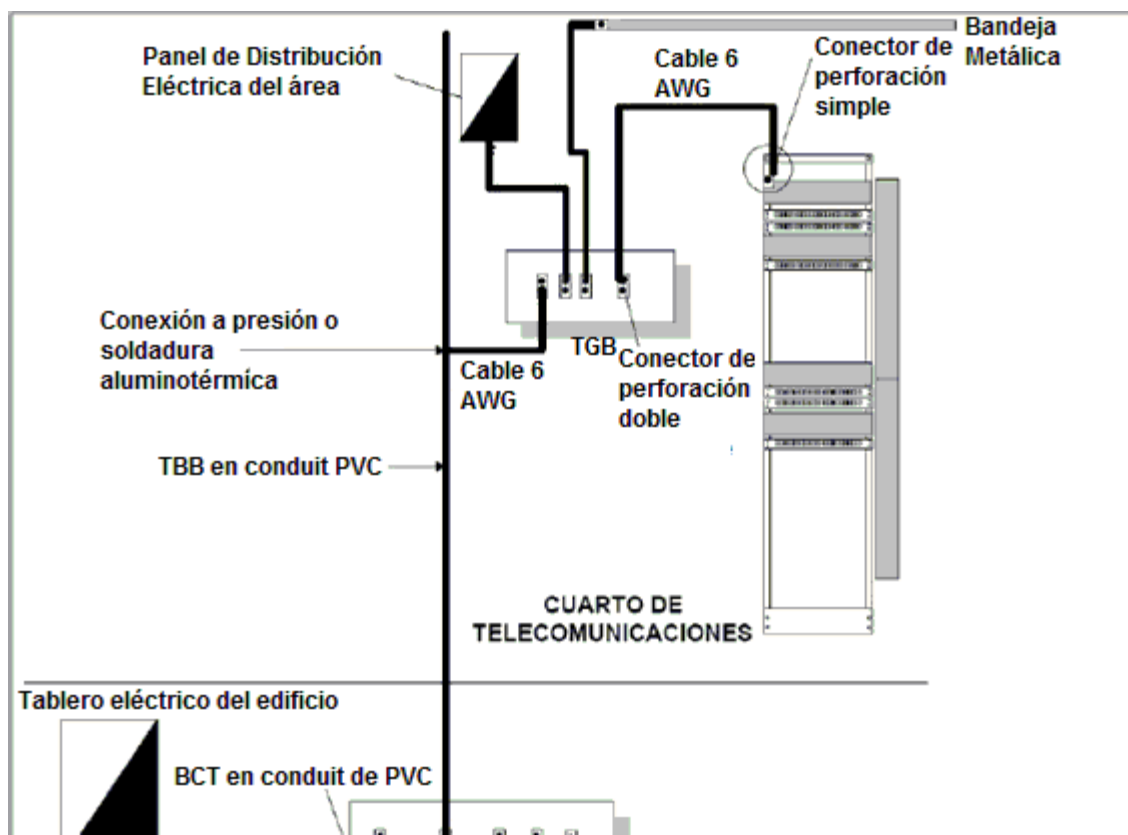 Panel de Distribución
Eléctrica del área
Cable 6
AWG
Conector de
perforación
simple
Bandeja
Metálica
Conexión a presión o
soldadura
aluminotérmica
Cable 6
AWG
TGB
Conector de
perforación
doble
TBB en conduit PVC
CUARTO DE
TELECOMUNICACIONES
Tablero eléctrico del edificio
BCT en conduit de PVC